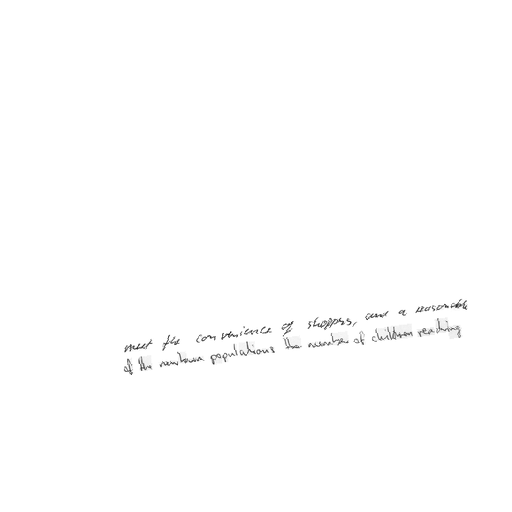 meet the convenience of shoppers, and a reasonable
of the newtown populations the number of children reaching